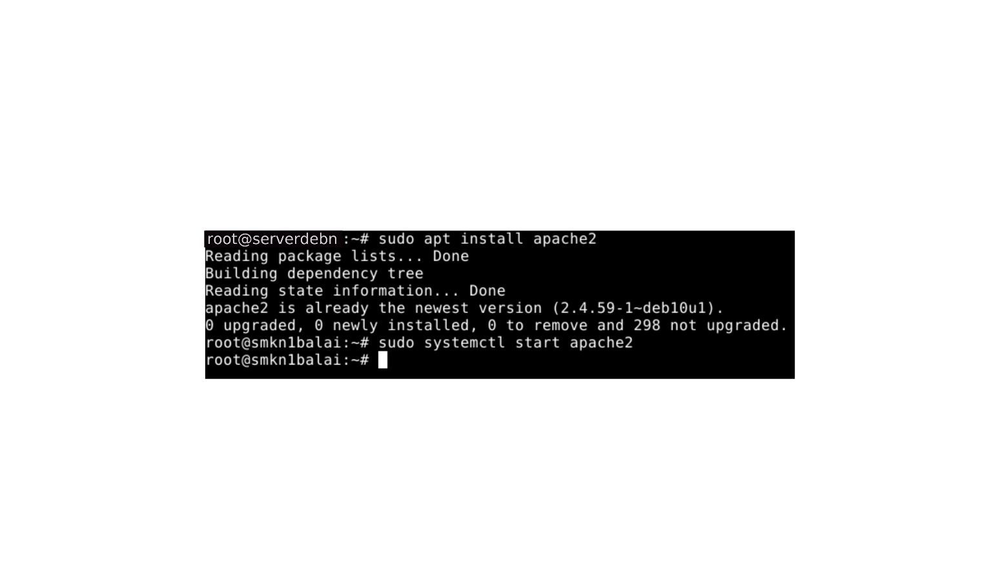 root@serverdebn :~# sudo apt install apache2
Reading package lists... Done
Building dependency tree
Reading state information... Done
apache2 is already the newest version (2.4.59-1~deb10u1).
0 upgraded, 0 newly installed, 0 to remove and 298 not upgraded.
root@smkn1balai:~# sudo systemctl start apache2
root@smkn1balai:~#